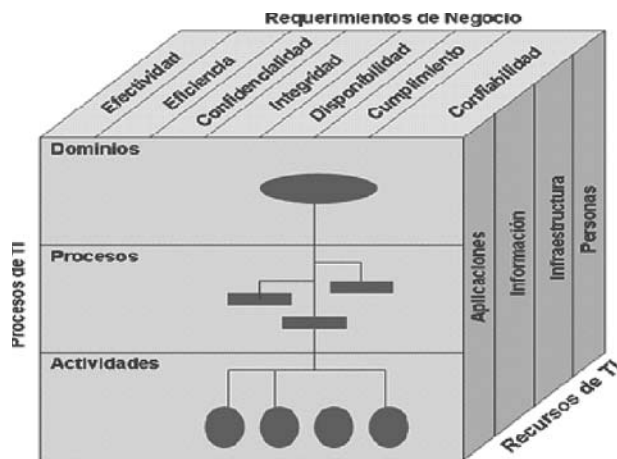 Requerimientos de Negocio
Efectividad
Eficiencia
Confidencialidad
Integridad
Disponibilidad
Cumplimiento
Confiabilidad
Procesos de TI
Dominios
Procesos
Actividades
Aplicaciones
Información
Infraestructura
Personas
Recursos de TI